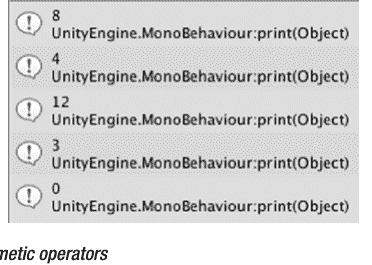 8
UnityEngine.MonoBehaviour:print(Object)
4
UnityEngine.MonoBehaviour:print(Object)
12
UnityEngine.MonoBehaviour:print(Object)
3
UnityEngine.MonoBehaviour:print(Object)
0
UnityEngine.MonoBehaviour:print(Object)
metic operators